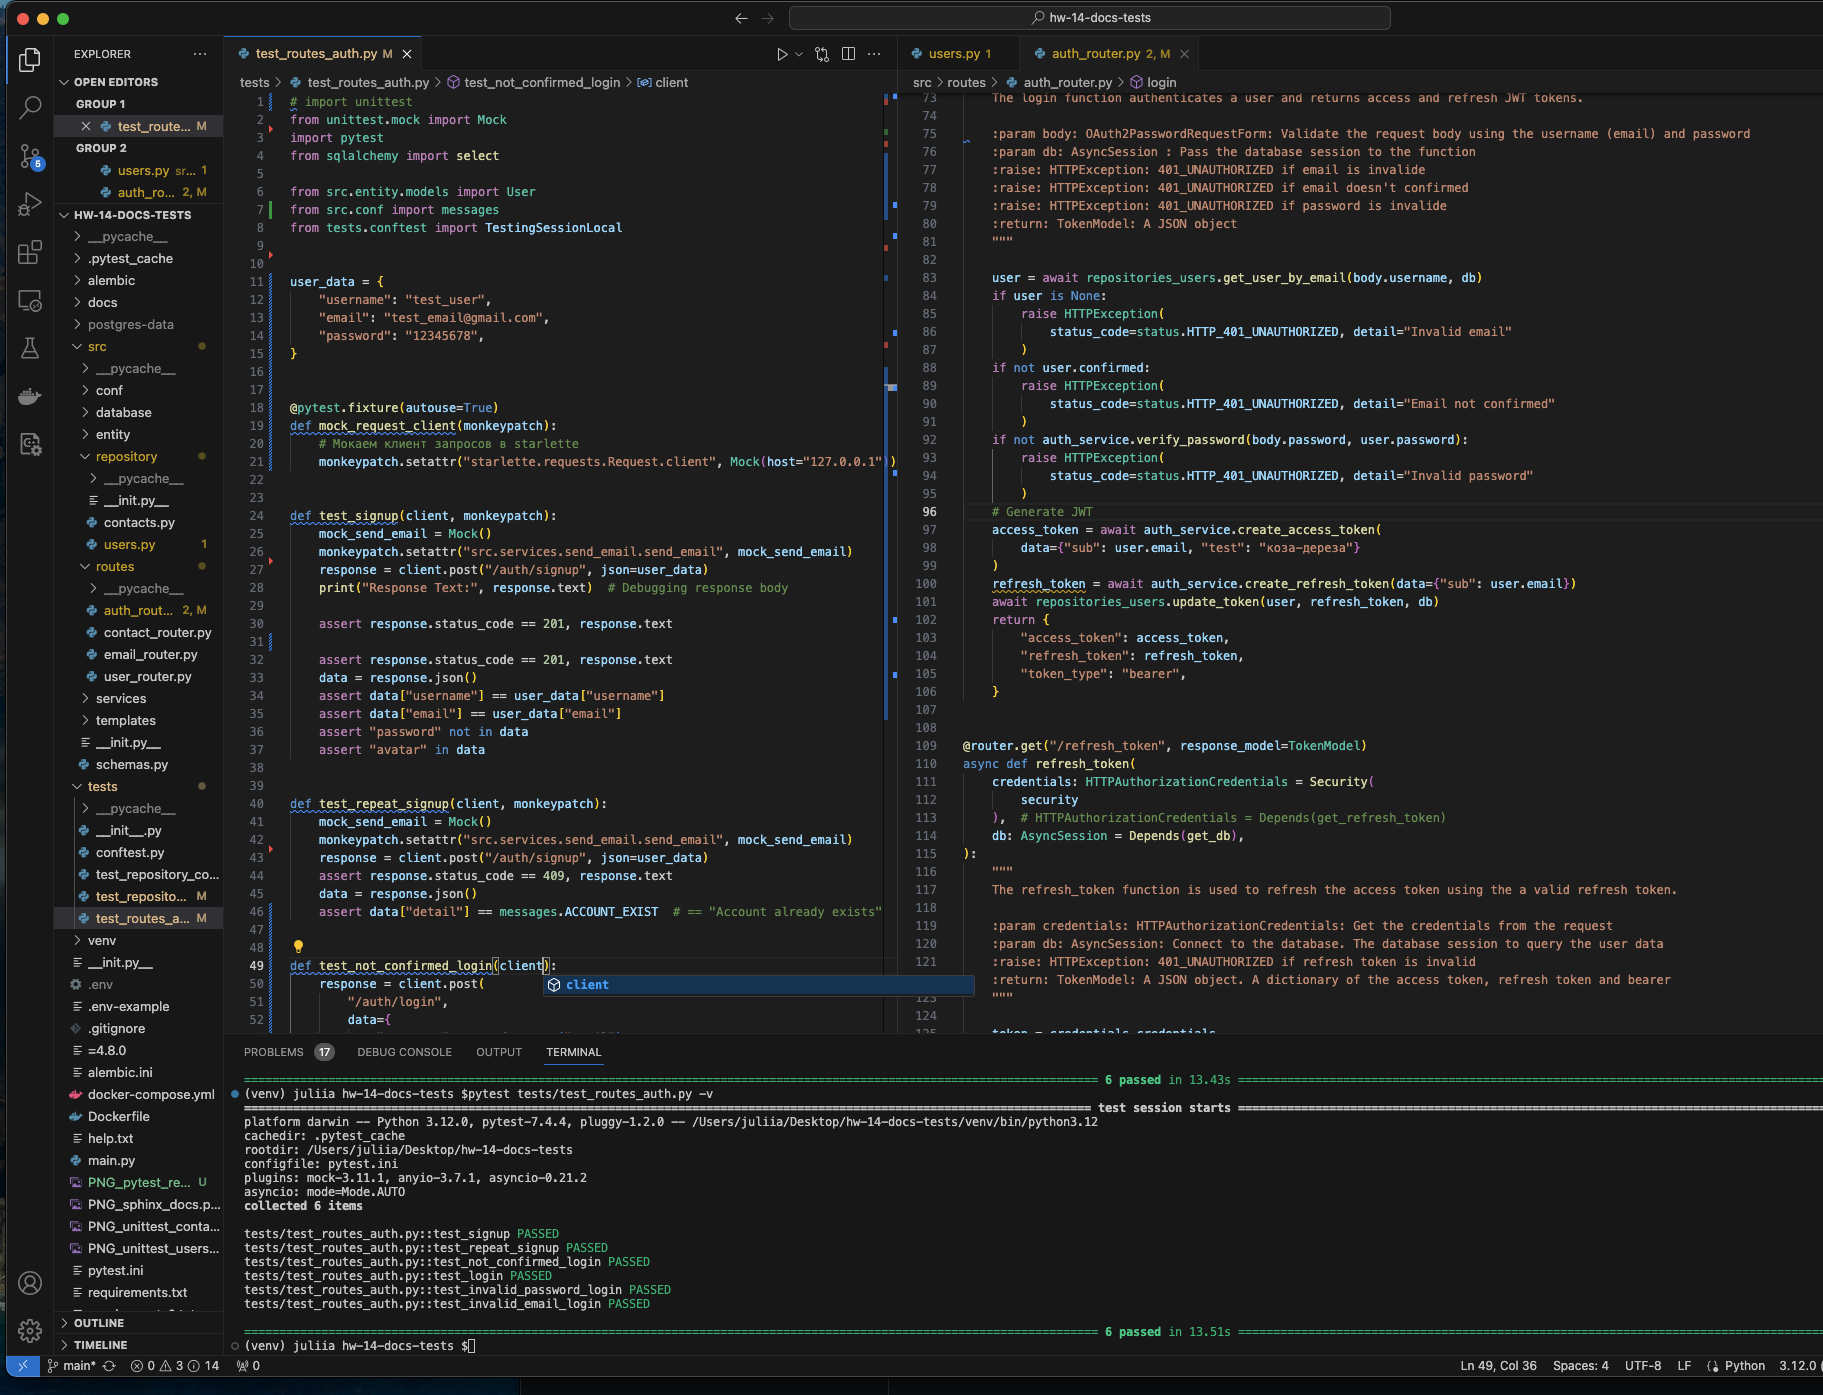 hw-14-docs-tests
EXPLORER
OPEN EDITORS
GROUP 1
test_route... M
GROUP 2
users.py sr... 1
auth_ro... 2, M
HW-14-DOCS-TESTS
__pycache__
.pytest_cache
alembic
docs
postgres-data
src
__pycache__
conf
database
entity
repository
__pycache__
__init.py__
contacts.py
users.py 1
routes
__pycache__
auth_rout... 2, M
contact_router.py
email_router.py
user_router.py
services
templates
__init.py__
schemas.py
tests
__pycache__
__init__.py
conftest.py
test_repository_co...
test_reposito... M
test_routes_a... M
venv
__init.py__
.env
.env-example
.gitignore
=4.8.0
alembic.ini
docker-compose.yml
Dockerfile
help.txt
main.py
PNG_pytest_re... U
PNG_sphinx_docs.p...
PNG_unittest_conta...
PNG_unittest_users...
pytest.ini
requirements.txt
OUTLINE
TIMELINE
5
test_routes_auth.py M
tests > test_routes_auth.py > test_not_confirmed_login > client
1 # import unittest
2 from unittest.mock import Mock
3 import pytest
4 from sqlalchemy import select
5
6 from src.entity.models import User
7 from src.conf import messages
8 from tests.conftest import TestingSessionLocal
9
10
11 user_data = {
12 "username": "test_user",
13 "email": "test_email@gmail.com",
14 "password": "12345678",
15 }
16
17
18 @pytest.fixture(autouse=True)
19 def mock_request_client(monkeypatch):
20 # Мокаем клиент запросов в starlette
21 monkeypatch.setattr("starlette.requests.Request.client", Mock(host="127.0.0.1"))
22
23
24 def test_signup(client, monkeypatch):
25 mock_send_email = Mock()
26 monkeypatch.setattr("src.services.send_email.send_email", mock_send_email)
27 response = client.post("/auth/signup", json=user_data)
28 print("Response Text:", response.text)  # Debugging response body
29
30 assert response.status_code == 201, response.text
31
32 assert response.status_code == 201, response.text
33 data = response.json()
34 assert data["username"] == user_data["username"]
35 assert data["email"] == user_data["email"]
36 assert "password" not in data
37 assert "avatar" in data
38
39
40 def test_repeat_signup(client, monkeypatch):
41 mock_send_email = Mock()
42 monkeypatch.setattr("src.services.send_email.send_email", mock_send_email)
43 response = client.post("/auth/signup", json=user_data)
44 assert response.status_code == 409, response.text
45 data = response.json()
46 assert data["detail"] == messages.ACCOUNT_EXIST  # == "Account already exists"
47
48
49 def test_not_confirmed_login(client):
50 response = client.post(
client
51 "/auth/login",
52 data={
users.py 1
auth_router.py 2, M
src > routes > auth_router.py > login
73 The login function authenticates a user and returns access and refresh JWT tokens.
74
75 :param body: OAuth2PasswordRequestForm: Validate the request body using the username (email) and password
76 :param db: AsyncSession : Pass the database session to the function
77 :raise: HTTPException: 401_UNAUTHORIZED if email is invalide
78 :raise: HTTPException: 401_UNAUTHORIZED if email doesn't confirmed
79 :raise: HTTPException: 401_UNAUTHORIZED if password is invalide
80 :return: TokenModel: A JSON object
81 """
82
83 user = await repositories_users.get_user_by_email(body.username, db)
84 if user is None:
85 raise HTTPException(
86 status_code=status.HTTP_401_UNAUTHORIZED, detail="Invalid email"
87 )
88 if not user.confirmed:
89 raise HTTPException(
90 status_code=status.HTTP_401_UNAUTHORIZED, detail="Email not confirmed"
91 )
92 if not auth_service.verify_password(body.password, user.password):
93 raise HTTPException(
94 status_code=status.HTTP_401_UNAUTHORIZED, detail="Invalid password"
95 )
96 # Generate JWT
97 access_token = await auth_service.create_access_token(
98 data={"sub": user.email, "test": "коза-дереза"}
99 )
100 refresh_token = await auth_service.create_refresh_token(data={"sub": user.email})
101 await repositories_users.update_token(user, refresh_token, db)
102 return {
103 "access_token": access_token,
104 "refresh_token": refresh_token,
105 "token_type": "bearer",
106 }
107
108
109 @router.get("/refresh_token", response_model=TokenModel)
110 async def refresh_token(
111 credentials: HTTPAuthorizationCredentials = Security(
112 security
113 ),  # HTTPAuthorizationCredentials = Depends(get_refresh_token)
114 db: AsyncSession = Depends(get_db),
115 ):
116 """
117 The refresh_token function is used to refresh the access token using the a valid refresh token.
118
119 :param credentials: HTTPAuthorizationCredentials: Get the credentials from the request
120 :param db: AsyncSession: Connect to the database. The database session to query the user data
121 :raise: HTTPException: 401_UNAUTHORIZED if refresh token is invalid
:return: TokenModel: A JSON object. A dictionary of the access token, refresh token and bearer
123 """
124
125 token = credentials.credentials
PROBLEMS 17 DEBUG CONSOLE OUTPUT TERMINAL
6 passed in 13.43s
(venv) juliia hw-14-docs-tests $pytest tests/test_routes_auth.py -v
test session starts
platform darwin -- Python 3.12.0, pytest-7.4.4, pluggy-1.2.0 -- /Users/juliia/Desktop/hw-14-docs-tests/venv/bin/python3.12
cachedir: .pytest_cache
rootdir: /Users/juliia/Desktop/hw-14-docs-tests
configfile: pytest.ini
plugins: mock-3.11.1, anyio-3.7.1, asyncio-0.21.2
asyncio: mode=Mode.AUTO
collected 6 items
tests/test_routes_auth.py::test_signup PASSED
tests/test_routes_auth.py::test_repeat_signup PASSED
tests/test_routes_auth.py::test_not_confirmed_login PASSED
tests/test_routes_auth.py::test_login PASSED
tests/test_routes_auth.py::test_invalid_password_login PASSED
tests/test_routes_auth.py::test_invalid_email_login PASSED
6 passed in 13.51s
(venv) juliia hw-14-docs-tests $
main* 0 3 14 0
Ln 49, Col 36 Spaces: 4 UTF-8 LF Python 3.12.0